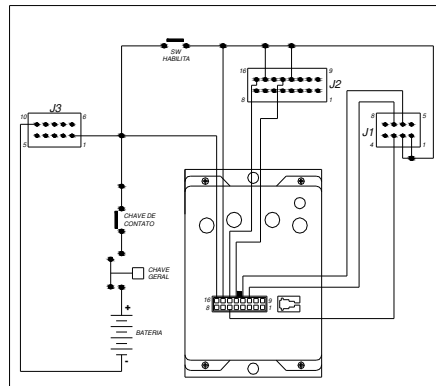 SW
HABILITA
16 9
J2
8 1
J3
10 6
5 1
8 5
J1
4 1
CHAVE DE
CONTATO
CHAVE
GERAL
16 9
8 1
+
BATERIA
-